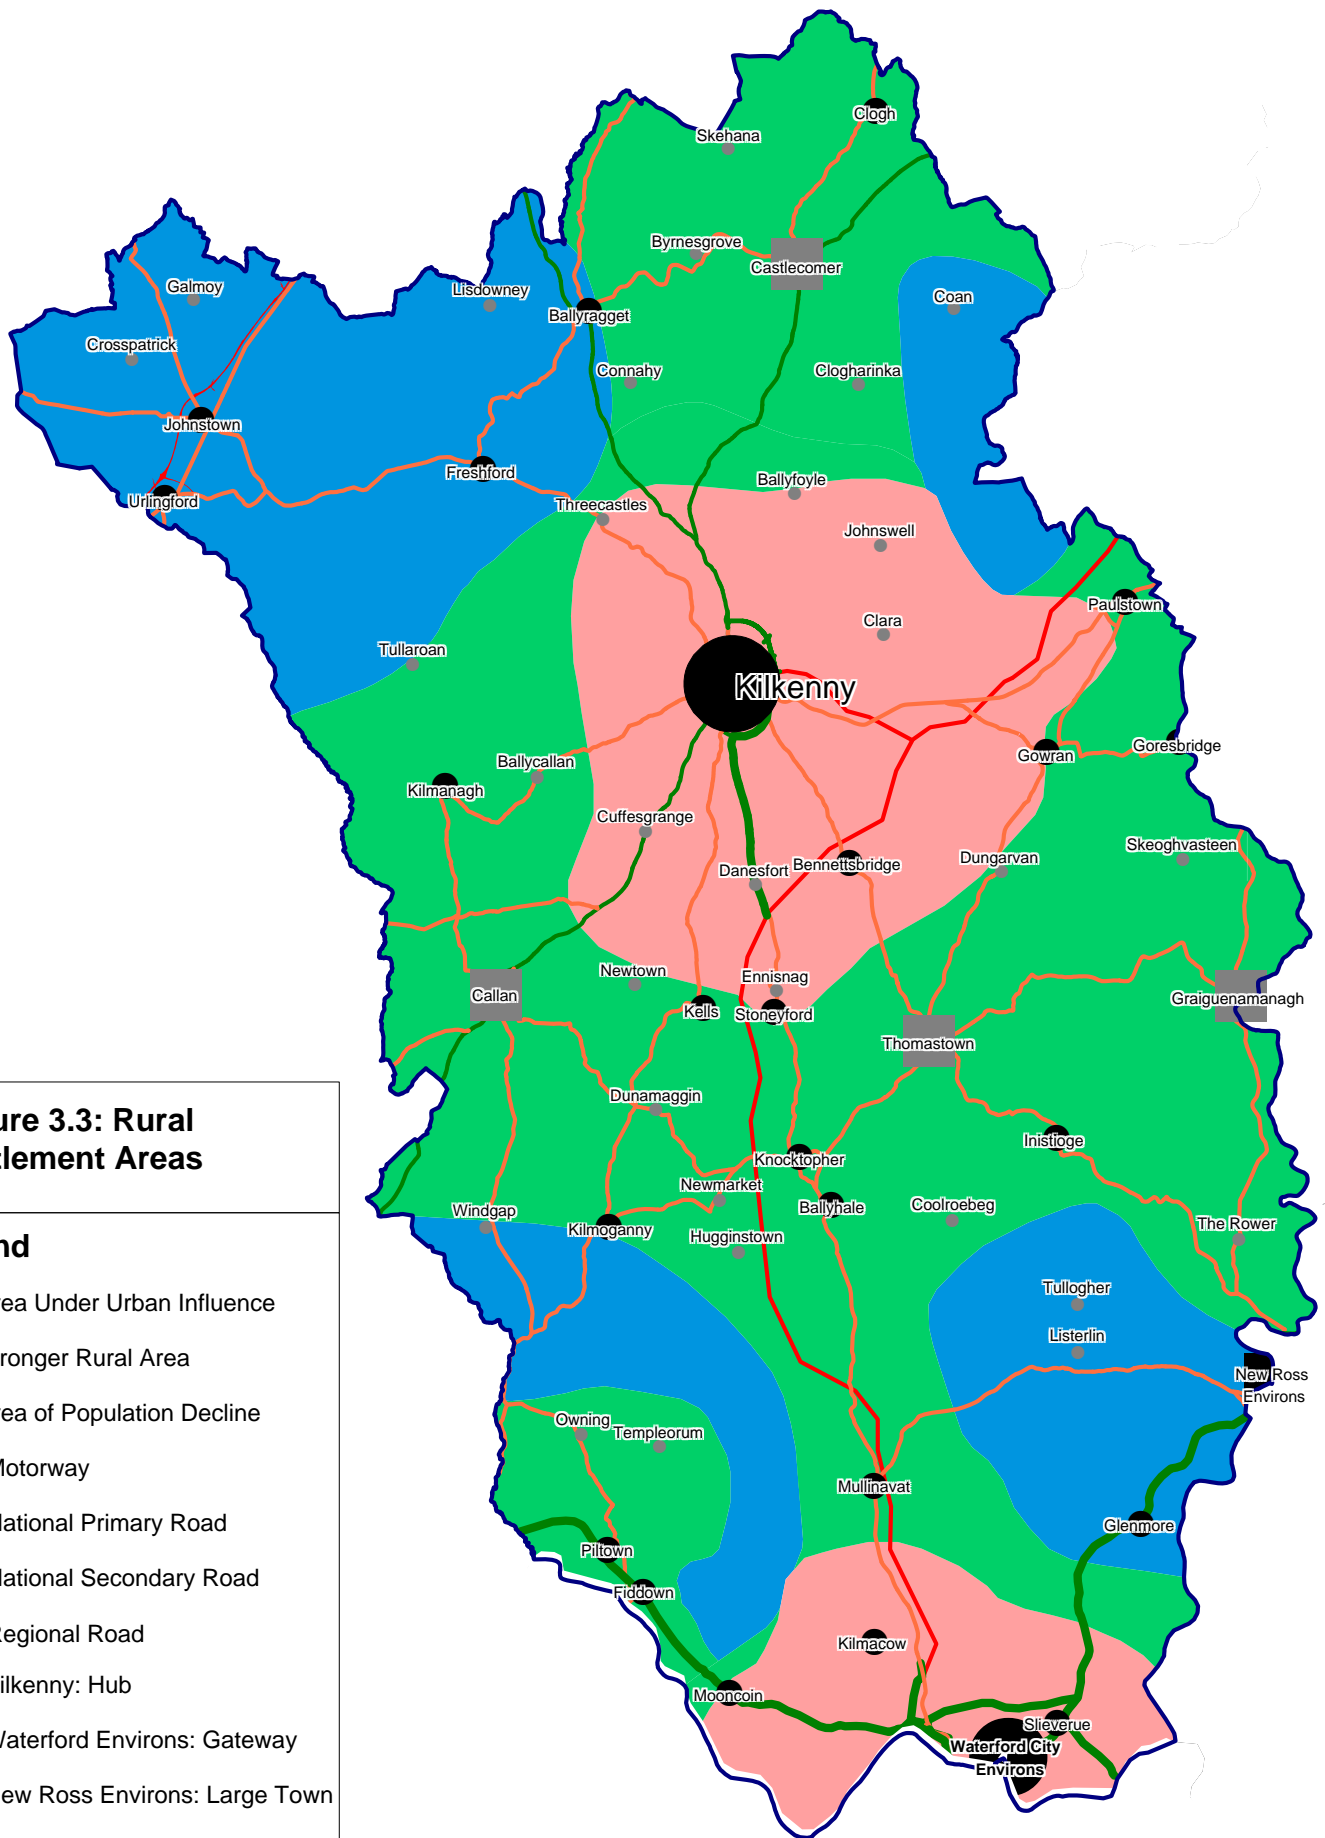 Clogh
Skehana
Byrnesgrove
Castlecomer
Galmoy
Lisdowney
Coan
Ballyragget
Crosspatrick
Connahy
Clogharinka
Johnstown
Freshford
Ballyfoyle
Urlingford
Threecastles
Johnswell
Paulstown
Clara
Tullaroan
Kilkenny
Goresbridge
Gowran
Ballycallan
Kilmanagh
Cuffesgrange
Skeoghvasteen
Dungarvan
Bennettsbridge
Danesfort
Newtown
Ennisnag
Callan
Graiguenamanagh
Kells
Stoneyford
Thomastown
Dunamaggin
Inistioge
Knocktopher
Newmarket
Ballyhale
Coolroebeg
Windgap
Kilmoganny
Hugginstown
The Rower
Tullogher
Listerlin
New Ross
Environs
Owning
Templeorum
Mullinavat
Glenmore
Piltown
Fiddown
Kilmacow
Mooncoin
Slieverue
Waterford City
Environs
ure 3.3: Rural
tlement Areas
nd
rea Under Urban Influence
ronger Rural Area
rea of Population Decline
Motorway
National Primary Road
National Secondary Road
Regional Road
ilkenny: Hub
Waterford Environs: Gateway
ew Ross Environs: Large Town